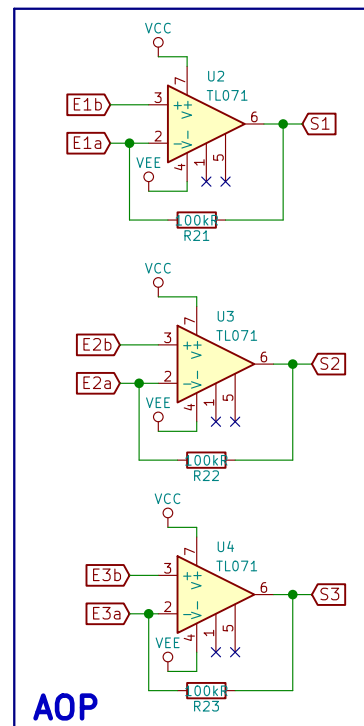 VCC
U2
TL071
7
E1b
3
6
S1
V+
E1a
2
V-
VEE
4
1
5
100kR
R21
VCC
U3
TL071
7
E2b
3
6
S2
V+
E2a
2
V-
VEE
4
1
5
100kR
R22
VCC
U4
TL071
7
E3b
3
6
S3
V+
E3a
2
V-
VEE
4
1
5
100kR
R23
AOP